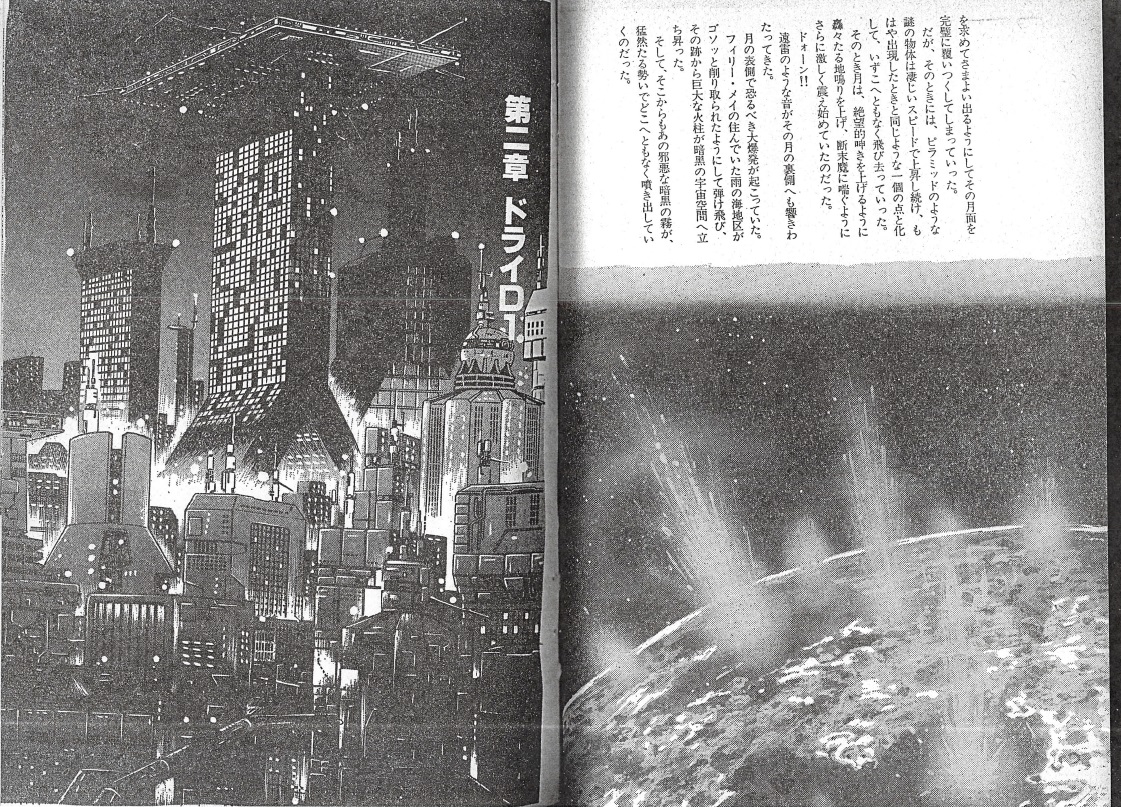 を求めてさまよい出るようにしてその月面を
完璧に覆いつくしてしまっていった。
だが、そのときには、ピラミッドのような
謎の物体は凄じいスピードで上昇し続け、も
はや出現したときと同じような一個の点と化
して、いずこへともなく飛び去っていった。
そのとき月は、絶望的呻きを上げるように
轟々たる地鳴りを上げ、断末魔に喘ぐように
さらに激しく震え始めていたのだった。
ドォーン!!
遠雷のような音がその月の裏側へも響きわ
たってきた。
月の表側で恐るべき大爆発が起こっていた。
フィリー・メイの住んでいた雨の海地区が
ゴソッと削り取られたようにして弾け飛び、
その跡から巨大な火柱が暗黒の宇宙空間へ立
ち昇った。
そして、そこからもあの邪悪な暗黒の霧が、
猛然たる勢いでどこへともなく噴き出してい
くのだった。
第二章 ドライD1